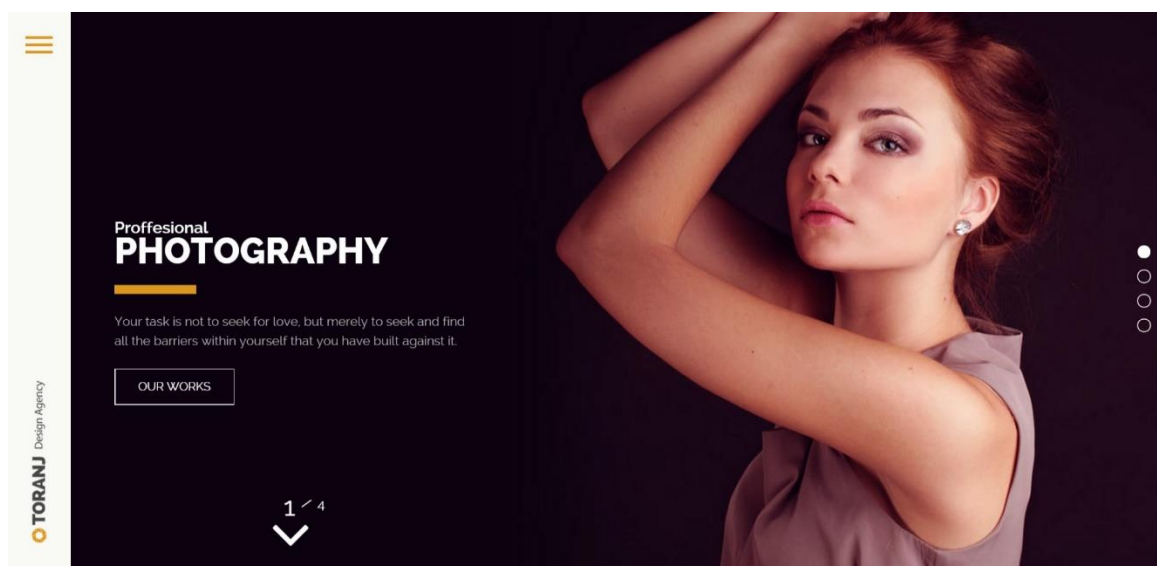 Proffesional
PHOTOGRAPHY
Your task is not to seek for love, but merely to seek and find
all the barriers within yourself that you have built against it.
OUR WORKS
1 / 4
TORANJ Design Agency